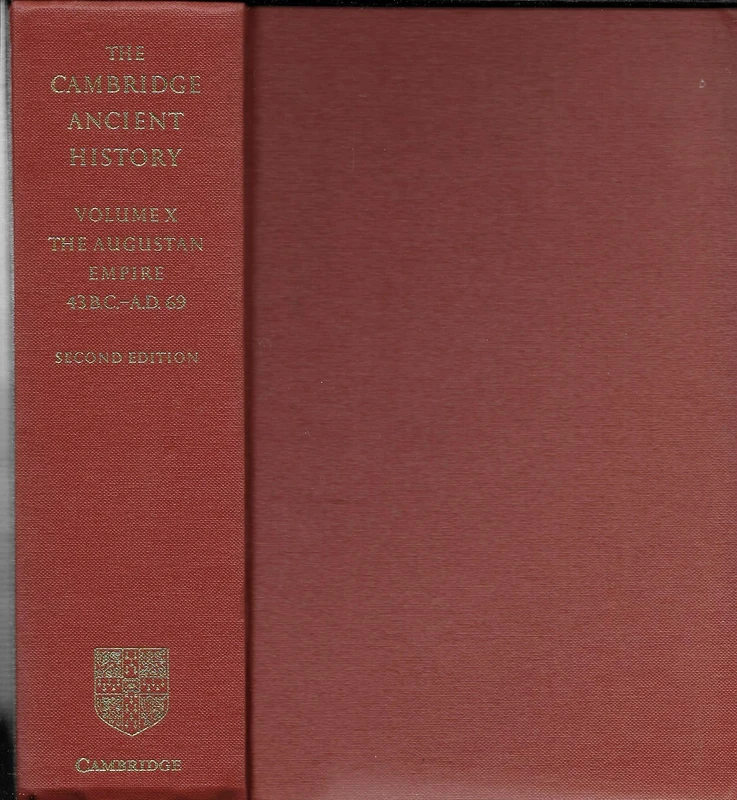 THE
CAMBRIDGE
ANCIENT
HISTORY
VOLUME X
THE AUGUSTAN
EMPIRE
43 B.C.–A.D. 69
SECOND EDITION
CAMBRIDGE